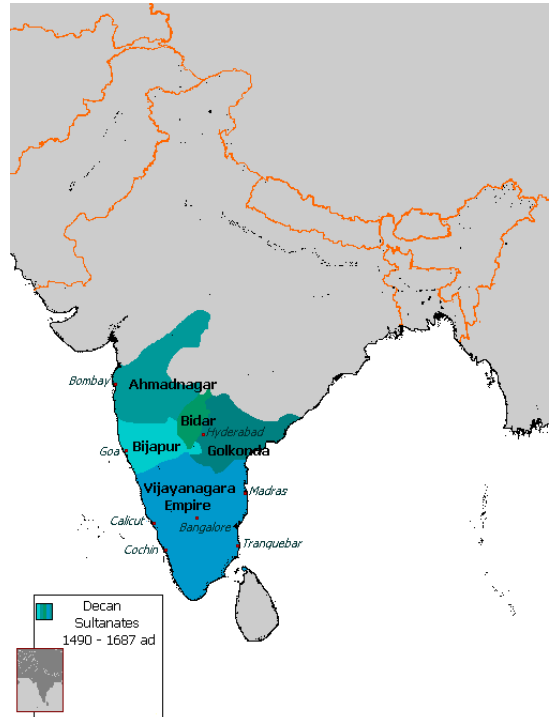 Bombay
Ahmadnagar
Bidar
Hyderabad
Goa
Bijapur
Golkonda
Vijayanagara
Empire
Madras
Calicut
Bangalore
Cochin
Tranquebar
Decan
Sultanates
1490 - 1687 ad